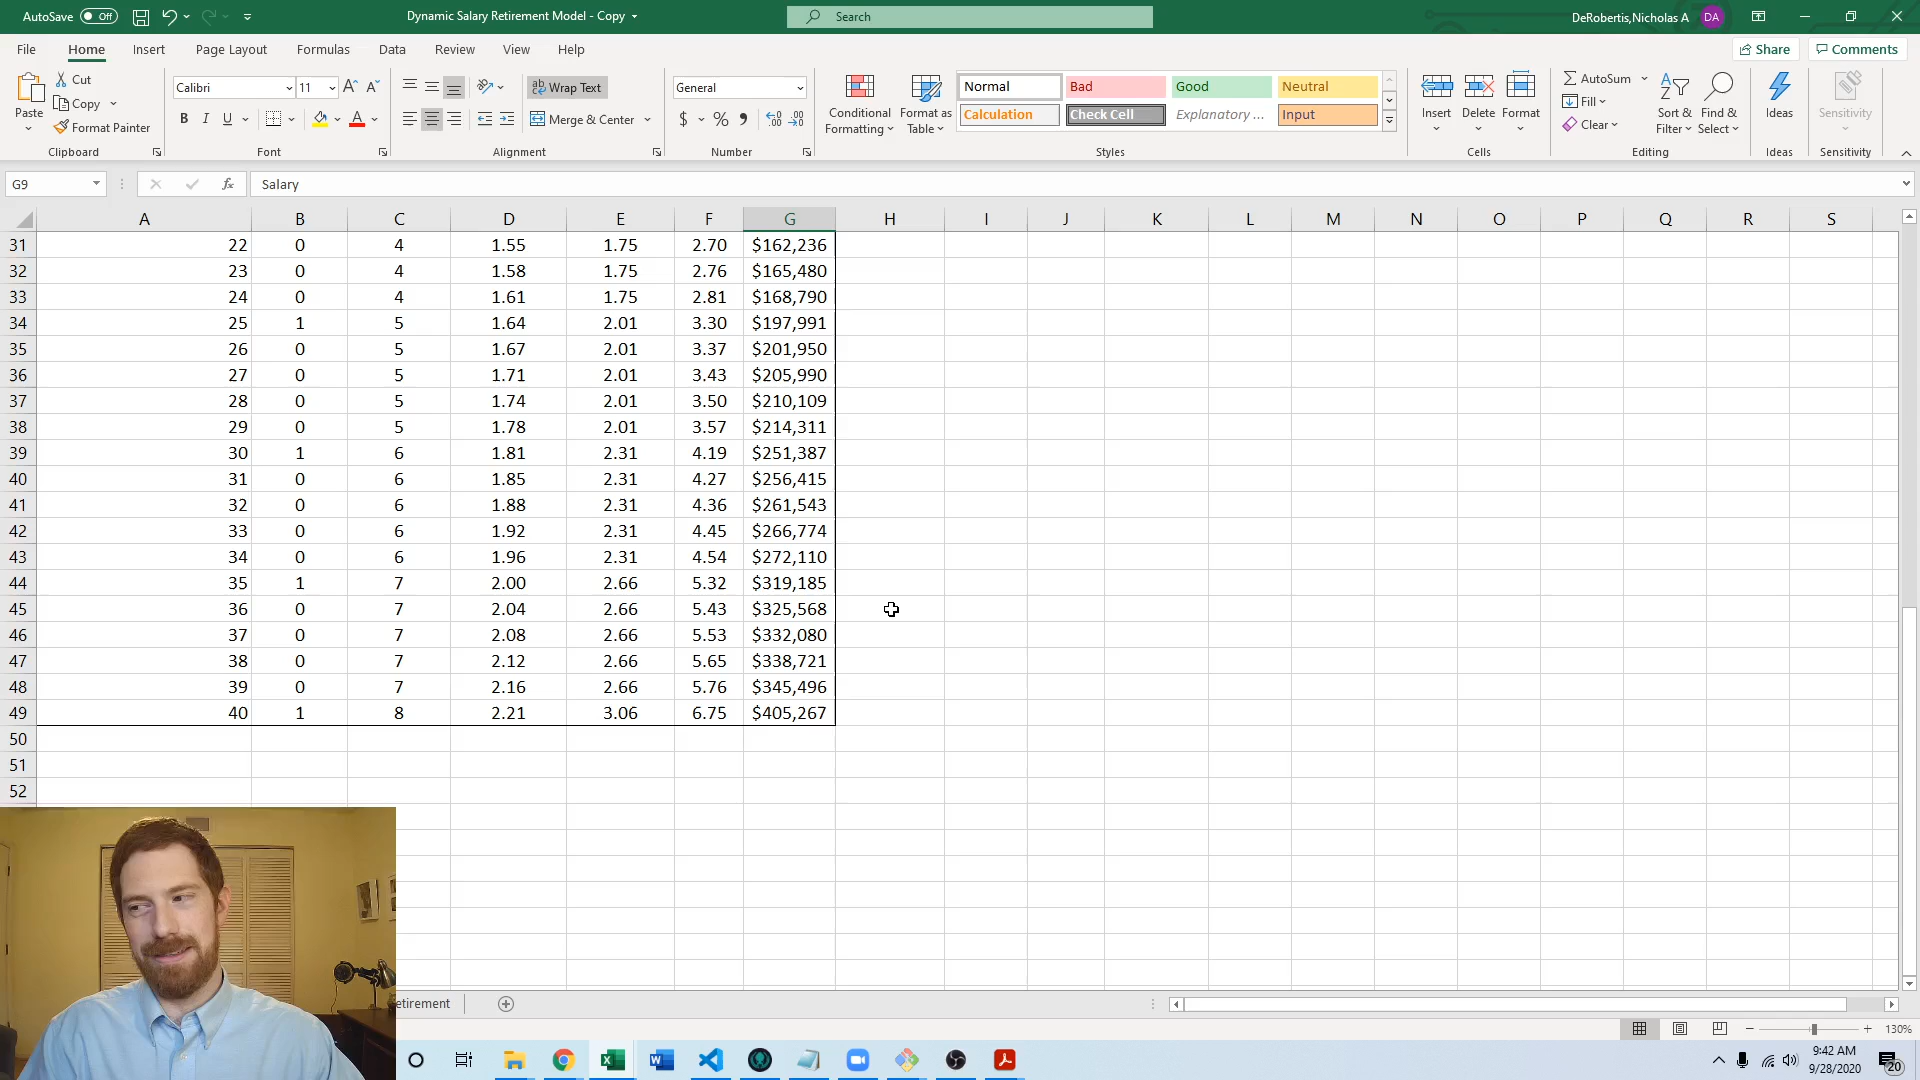 AutoSave Off Dynamic Salary Retirement Model - Copy Search DeRobertis,Nicholas A DA
File Home Insert Page Layout Formulas Data Review View Help Share Comments
Paste Cut Copy Format Painter Clipboard
Calibri 11 B I U A Font
Wrap Text Merge & Center Alignment
General $ % Number
Conditional Formatting Format as Table Normal Bad Good Neutral Calculation Check Cell Explanatory ... Input Styles
Insert Delete Format Cells
AutoSum Fill Clear Sort & Filter Find & Select Editing
Ideas Ideas
Sensitivity Sensitivity
G9 fx Salary
A B C D E F G H I J K L M N O P Q R S
31 22 0 4 1.55 1.75 2.70 $162,236
32 23 0 4 1.58 1.75 2.76 $165,480
33 24 0 4 1.61 1.75 2.81 $168,790
34 25 1 5 1.64 2.01 3.30 $197,991
35 26 0 5 1.67 2.01 3.37 $201,950
36 27 0 5 1.71 2.01 3.43 $205,990
37 28 0 5 1.74 2.01 3.50 $210,109
38 29 0 5 1.78 2.01 3.57 $214,311
39 30 1 6 1.81 2.31 4.19 $251,387
40 31 0 6 1.85 2.31 4.27 $256,415
41 32 0 6 1.88 2.31 4.36 $261,543
42 33 0 6 1.92 2.31 4.45 $266,774
43 34 0 6 1.96 2.31 4.54 $272,110
44 35 1 7 2.00 2.66 5.32 $319,185
45 36 0 7 2.04 2.66 5.43 $325,568
46 37 0 7 2.08 2.66 5.53 $332,080
47 38 0 7 2.12 2.66 5.65 $338,721
48 39 0 7 2.16 2.66 5.76 $345,496
49 40 1 8 2.21 3.06 6.75 $405,267
50
51
52
etirement
130%
9:42 AM
9/28/2020
20